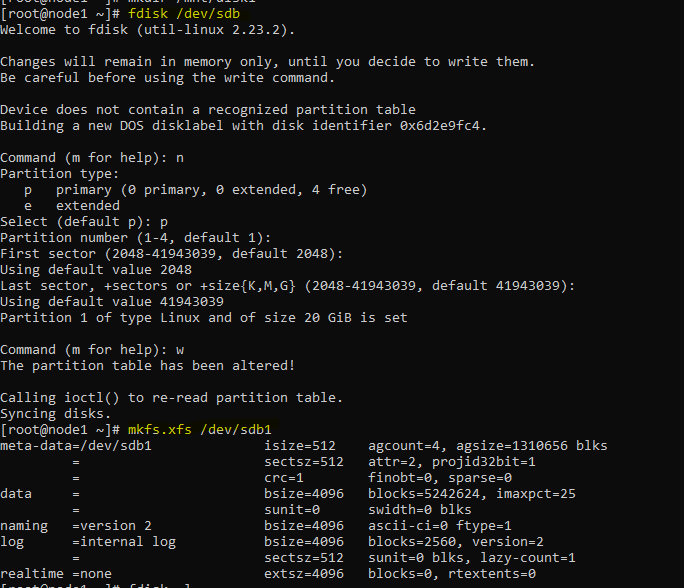 [root@node1 ~]# mkdir /mnt/disk1
[root@node1 ~]# fdisk /dev/sdb
Welcome to fdisk (util-linux 2.23.2).

Changes will remain in memory only, until you decide to write them.
Be careful before using the write command.

Device does not contain a recognized partition table
Building a new DOS disklabel with disk identifier 0x6d2e9fc4.

Command (m for help): n
Partition type:
   p   primary (0 primary, 0 extended, 4 free)
   e   extended
Select (default p): p
Partition number (1-4, default 1):
First sector (2048-41943039, default 2048):
Using default value 2048
Last sector, +sectors or +size{K,M,G} (2048-41943039, default 41943039):
Using default value 41943039
Partition 1 of type Linux and of size 20 GiB is set

Command (m for help): w
The partition table has been altered!

Calling ioctl() to re-read partition table.
Syncing disks.
[root@node1 ~]# mkfs.xfs /dev/sdb1
meta-data=/dev/sdb1              isize=512    agcount=4, agsize=1310656 blks
         =                       sectsz=512   attr=2, projid32bit=1
         =                       crc=1        finobt=0, sparse=0
data     =                       bsize=4096   blocks=5242624, imaxpct=25
         =                       sunit=0      swidth=0 blks
naming   =version 2              bsize=4096   ascii-ci=0 ftype=1
log      =internal log           bsize=4096   blocks=2560, version=2
         =                       sectsz=512   sunit=0 blks, lazy-count=1
realtime =none                   extsz=4096   blocks=0, rtextents=0
[root@node1 ~]# fdisk -l